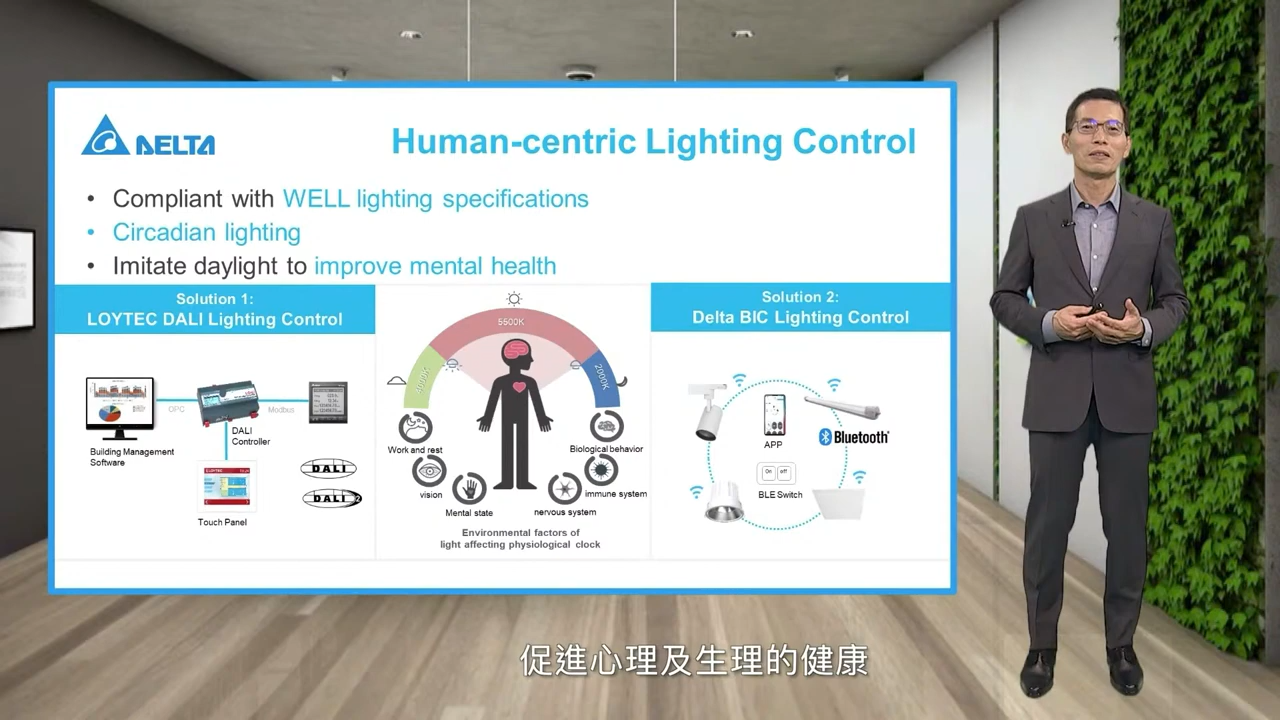 DELTA
Human-centric Lighting Control
• Compliant with WELL lighting specifications
• Circadian lighting
• Imitate daylight to improve mental health
Solution 1:
LOYTEC DALI Lighting Control
OPC
Modbus
DALI
Controller
Building Management
Software
Touch Panel
DALI
DALI 2
5500K
2000K
Work and rest
Biological behavior
vision
immune system
Mental state
nervous system
Environmental factors of
light affecting physiological clock
Solution 2:
Delta BIC Lighting Control
APP
Bluetooth®
On
off
BLE Switch
促進心理及生理的健康